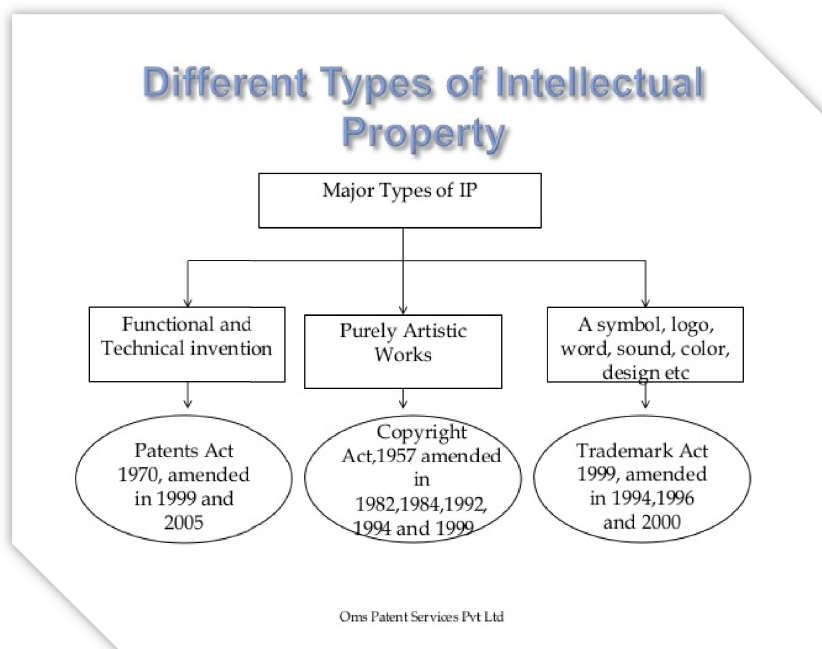 Different Types of Intellectual
Property
Major Types of IP
Functional and
Technical invention
Patents Act
1970, amended
in 1999 and
2005
Purely Artistic
Works
Copyright
Act,1957 amended
in
1982,1984,1992,
1994 and 1999
A symbol, logo,
word, sound, color,
design etc
Trademark Act
1999, amended
in 1994,1996
and 2000
Oms Patent Services Pvt Ltd